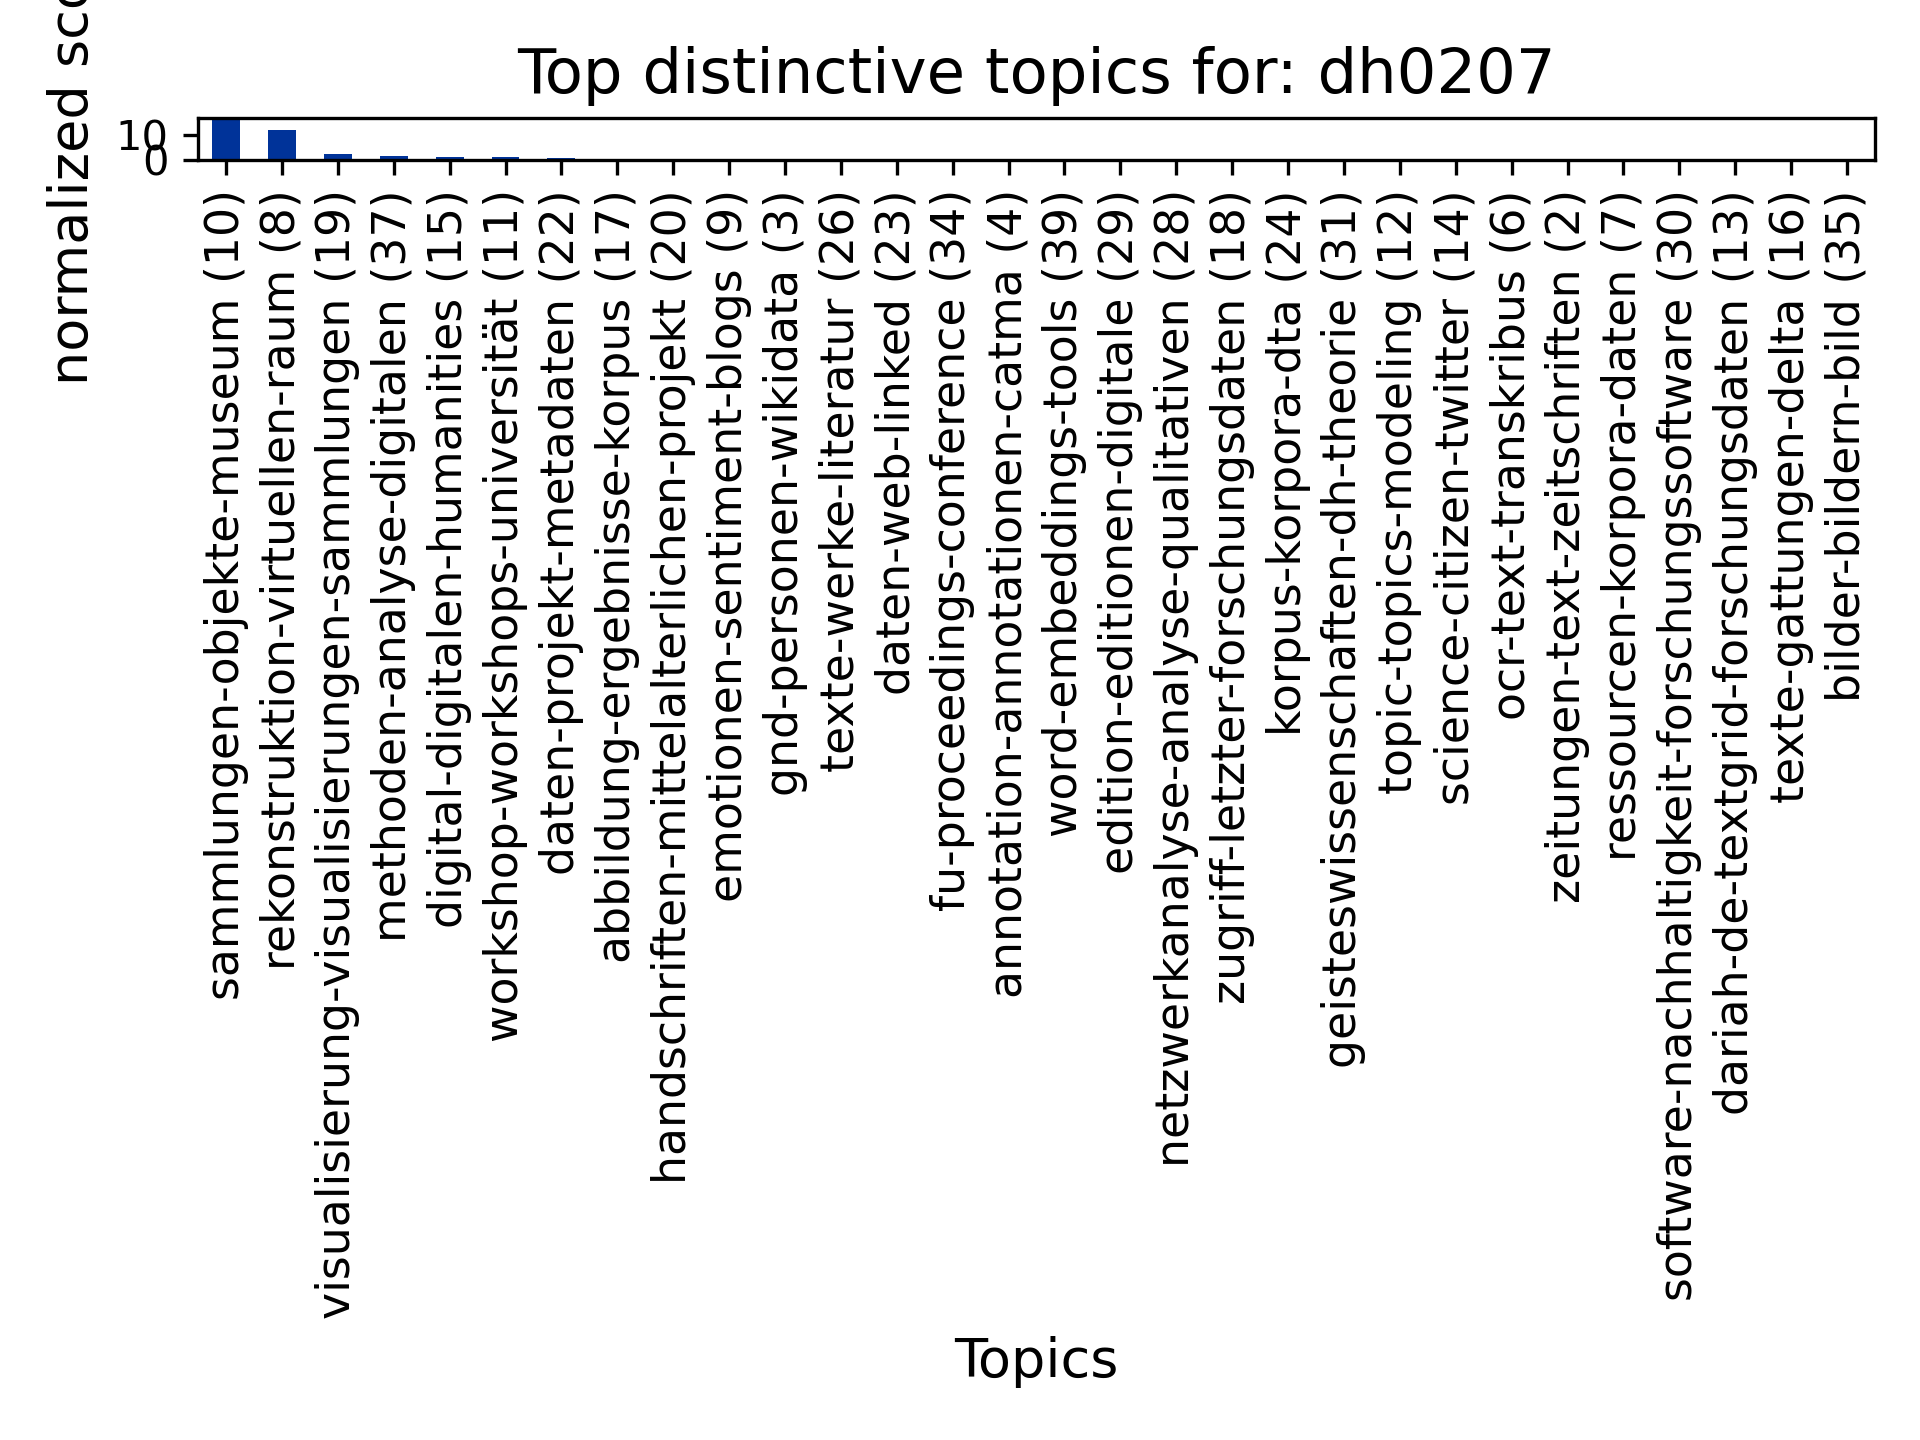 Top distinctive topics for: dh0207
normalized
10
0
sammlungen-objekte-museum (10)
rekonstruktion-virtuellen-raum (8)
visualisierung-visualisierungen-sammlungen (19)
methoden-analyse-digitalen (37)
digital-digitalen-humanities (15)
workshop-workshops-universität (11)
daten-projekt-metadaten (22)
abbildung-ergebnisse-korpus (17)
handschriften-mittelalterlichen-projekt (20)
emotionen-sentiment-blogs (9)
gnd-personen-wikidata (3)
texte-werke-literatur (26)
daten-web-linked (23)
fu-proceedings-conference (34)
annotation-annotationen-catma (4)
word-embeddings-tools (39)
edition-editionen-digitale (29)
netzwerkanalyse-analyse-qualitativen (28)
zugriff-letzter-forschungsdaten (18)
korpus-korpora-dta (24)
geisteswissenschaften-dh-theorie (31)
topic-topics-modeling (12)
science-citizen-twitter (14)
ocr-text-transkribus (6)
zeitungen-text-zeitschriften (2)
ressourcen-korpora-daten (7)
software-nachhaltigkeit-forschungssoftware (30)
dariah-de-textgrid-forschungsdaten (13)
texte-gattungen-delta (16)
bilder-bildern-bild (35)
Topics